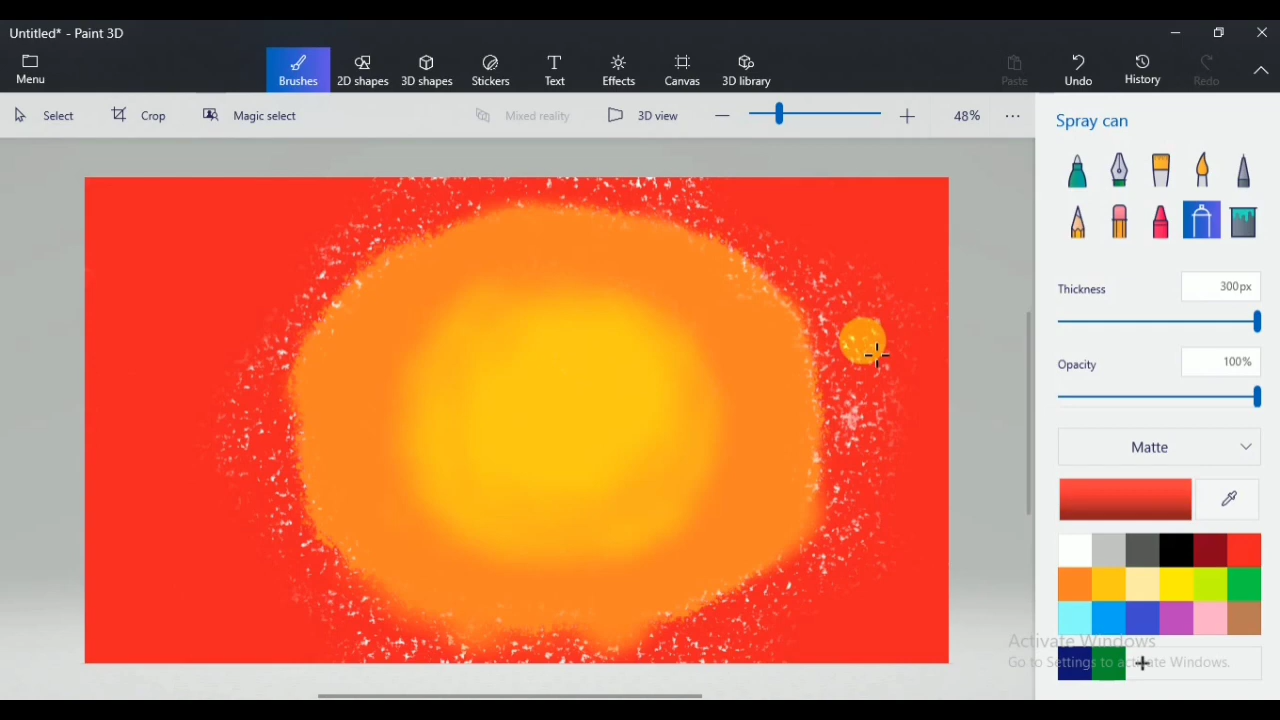 Untitled* - Paint 3D
Menu
Brushes
2D shapes
3D shapes
Stickers
Text
Effects
Canvas
3D library
Paste
Undo
History
Redo
Select
Crop
Magic select
Mixed reality
3D view
48%
Spray can
Thickness
300px
Opacity
100%
Matte
Activate Windows
Go to Settings to activate Windows.